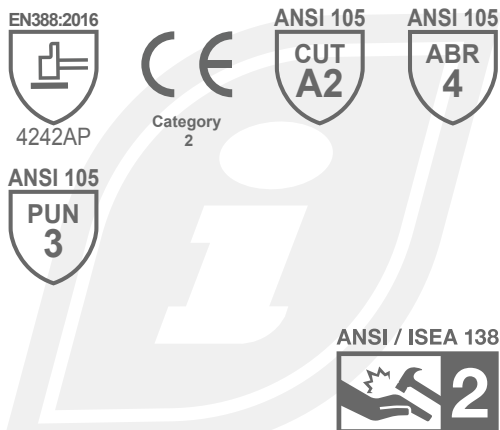 EN388:2016
4242AP
CE
Category
2
ANSI 105
CUT
A2
ANSI 105
ABR
4
ANSI 105
PUN
3
ANSI / ISEA 138
2